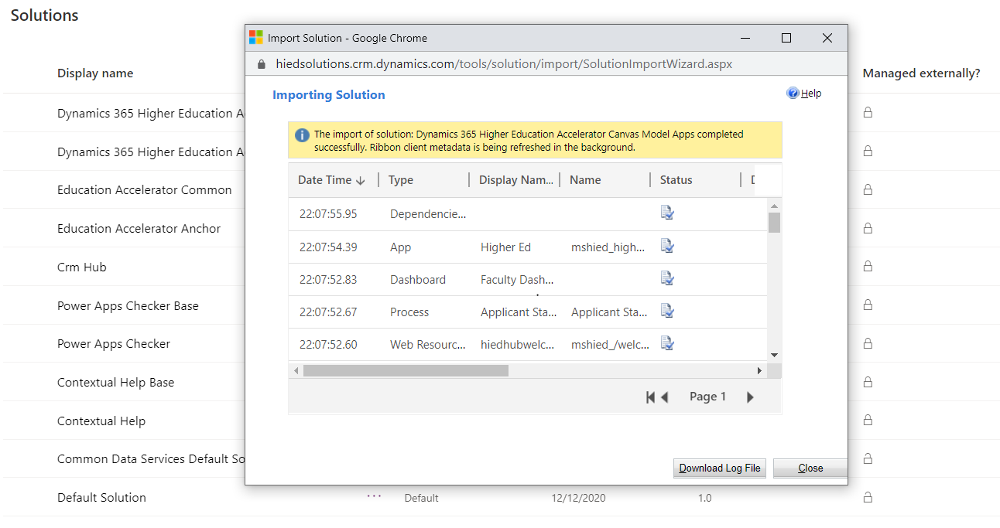 Solutions
Display name
Managed externally?
Dynamics 365 Higher Education A
Dynamics 365 Higher Education A
Education Accelerator Common
Education Accelerator Anchor
Crm Hub
Power Apps Checker Base
Power Apps Checker
Contextual Help Base
Contextual Help
Common Data Services Default So
Default Solution ... Default 12/12/2020 1.0
Import Solution - Google Chrome
hiedsolutions.crm.dynamics.com/tools/solution/import/SolutionImportWizard.aspx
Importing Solution
Help
The import of solution: Dynamics 365 Higher Education Accelerator Canvas Model Apps completed
successfully. Ribbon client metadata is being refreshed in the background.
Date Time Type Display Nam... Name Status D
22:07:55.95 Dependencie...
22:07:54.39 App Higher Ed mshied_high...
22:07:52.83 Dashboard Faculty Dash...
22:07:52.67 Process Applicant Sta... Applicant Sta...
22:07:52.60 Web Resourc... hiedhubwelc... mshied_/welc...
Page 1
Download Log File Close